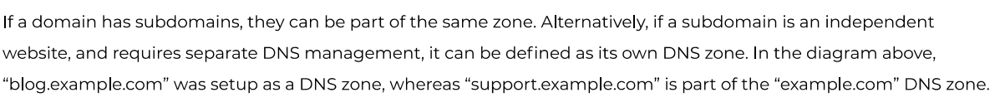 If a domain has subdomains, they can be part of the same zone. Alternatively, if a subdomain is an independent
website, and requires separate DNS management, it can be defined as its own DNS zone. In the diagram above,
“blog.example.com” was setup as a DNS zone, whereas “support.example.com” is part of the “example.com” DNS zone.